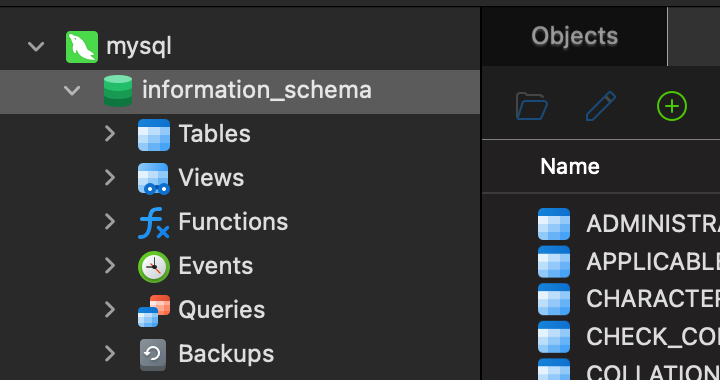 mysql
information_schema
Tables
Views
Functions
Events
Queries
Backups
Objects
Name
ADMINISTRA
APPLICABLE
CHARACTER
CHECK_CO
COLLATION